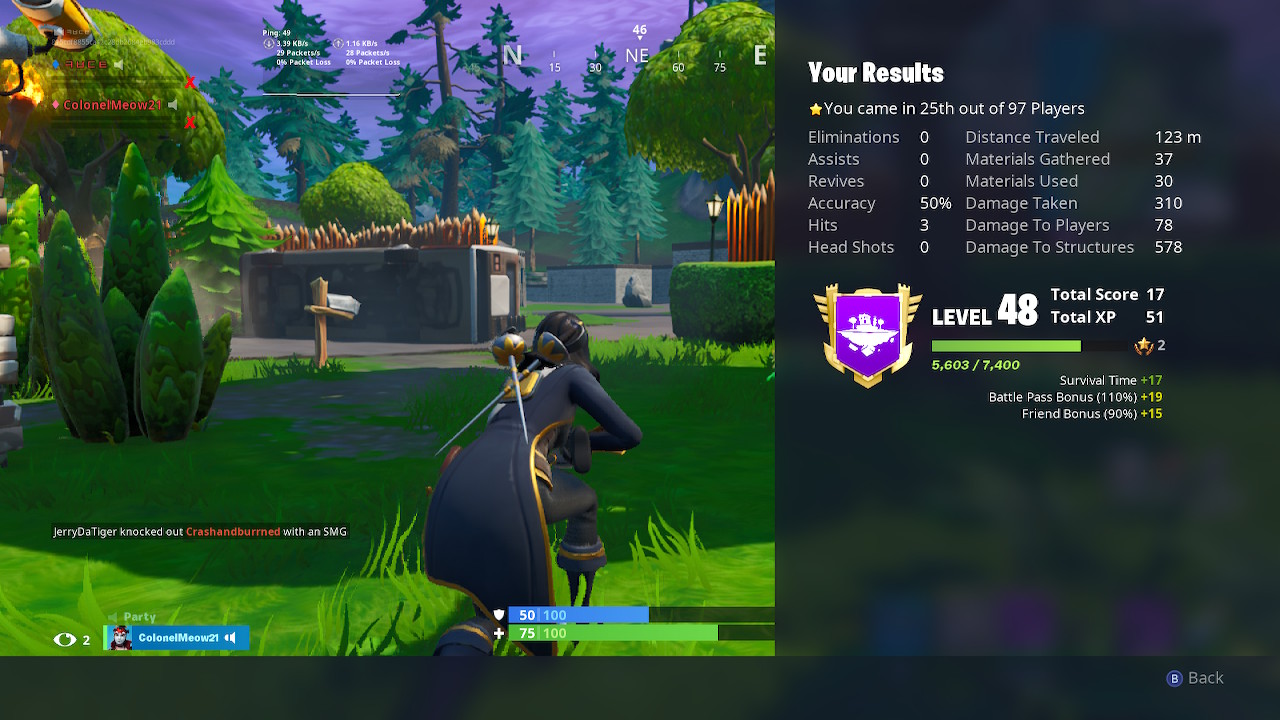 Ping: 49
3.39 KB/s 1.16 KB/s
29 Packets/s 28 Packets/s
0% Packet Loss 0% Packet Loss
46
N 15 30 NE 60 75 E
ColonelMeow21
JerryDaTiger knocked out Crashandburrned with an SMG
Party
2 ColonelMeow21
50 100
75 100
Your Results
You came in 25th out of 97 Players
Eliminations 0 Distance Traveled 123 m
Assists 0 Materials Gathered 37
Revives 0 Materials Used 30
Accuracy 50% Damage Taken 310
Hits 3 Damage To Players 78
Head Shots 0 Damage To Structures 578
LEVEL 48
Total Score 17
Total XP 51
2
5,603 / 7,400
Survival Time +17
Battle Pass Bonus (110%) +19
Friend Bonus (90%) +15
B Back